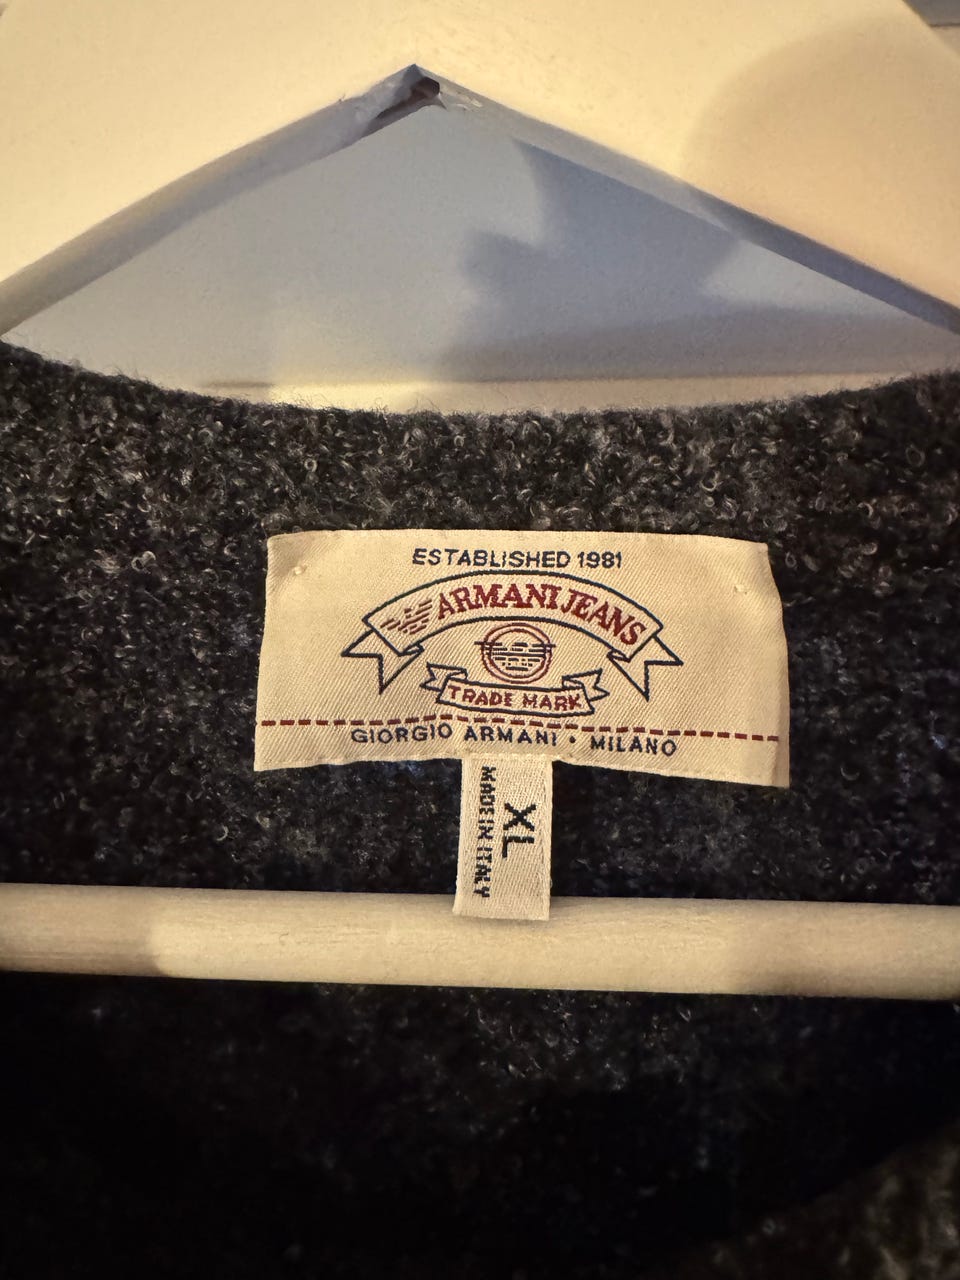 ESTABLISHED 1981
ARMANI JEANS
TRADE MARK
GIORGIO ARMANI • MILANO
XL
MADE IN ITALY